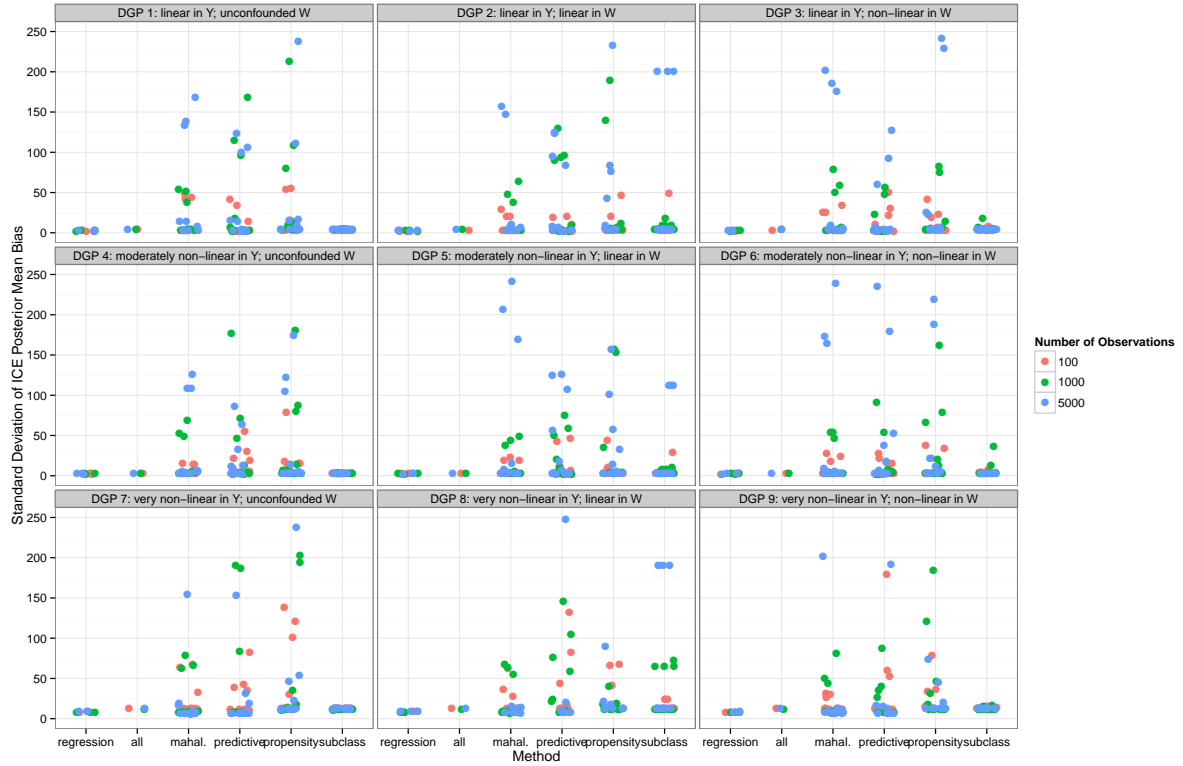 DGP 1: linear in Y; unconfounded W
DGP 2: linear in Y; linear in W
DGP 3: linear in Y; non−linear in W
250
200
150
100
50
0
DGP 4: moderately non−linear in Y; unconfounded W
DGP 5: moderately non−linear in Y; linear in W
DGP 6: moderately non−linear in Y; non−linear in W
250
200
150
100
50
0
DGP 7: very non−linear in Y; unconfounded W
DGP 8: very non−linear in Y; linear in W
DGP 9: very non−linear in Y; non−linear in W
250
200
150
100
50
0
regression all mahal. predictive propensity subclass
regression all mahal. predictive propensity subclass
regression all mahal. predictive propensity subclass
Method
Standard Deviation of ICE Posterior Mean Bias
Number of Observations
100
1000
5000